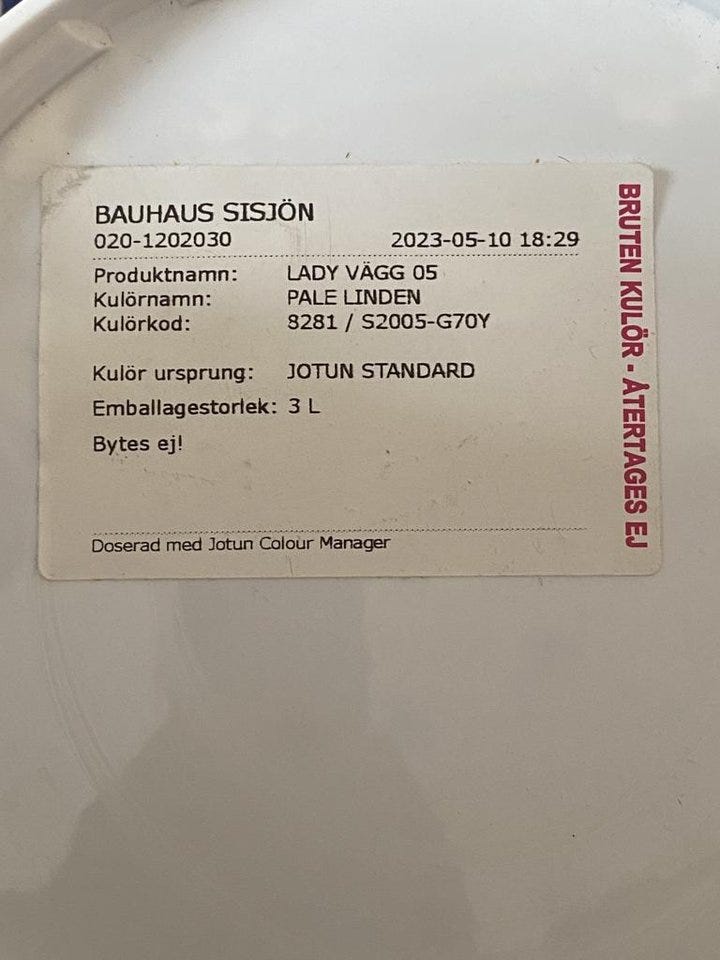 BAUHAUS SISJÖN
020-1202030 2023-05-10 18:29
Produktnamn: LADY VÄGG 05
Kulörnamn: PALE LINDEN
Kulörkod: 8281 / S2005-G70Y
Kulör ursprung: JOTUN STANDARD
Emballagestorlek: 3 L
Bytes ej!
Doserad med Jotun Colour Manager
BRUTEN KULÖR - ÅTERTAGES EJ